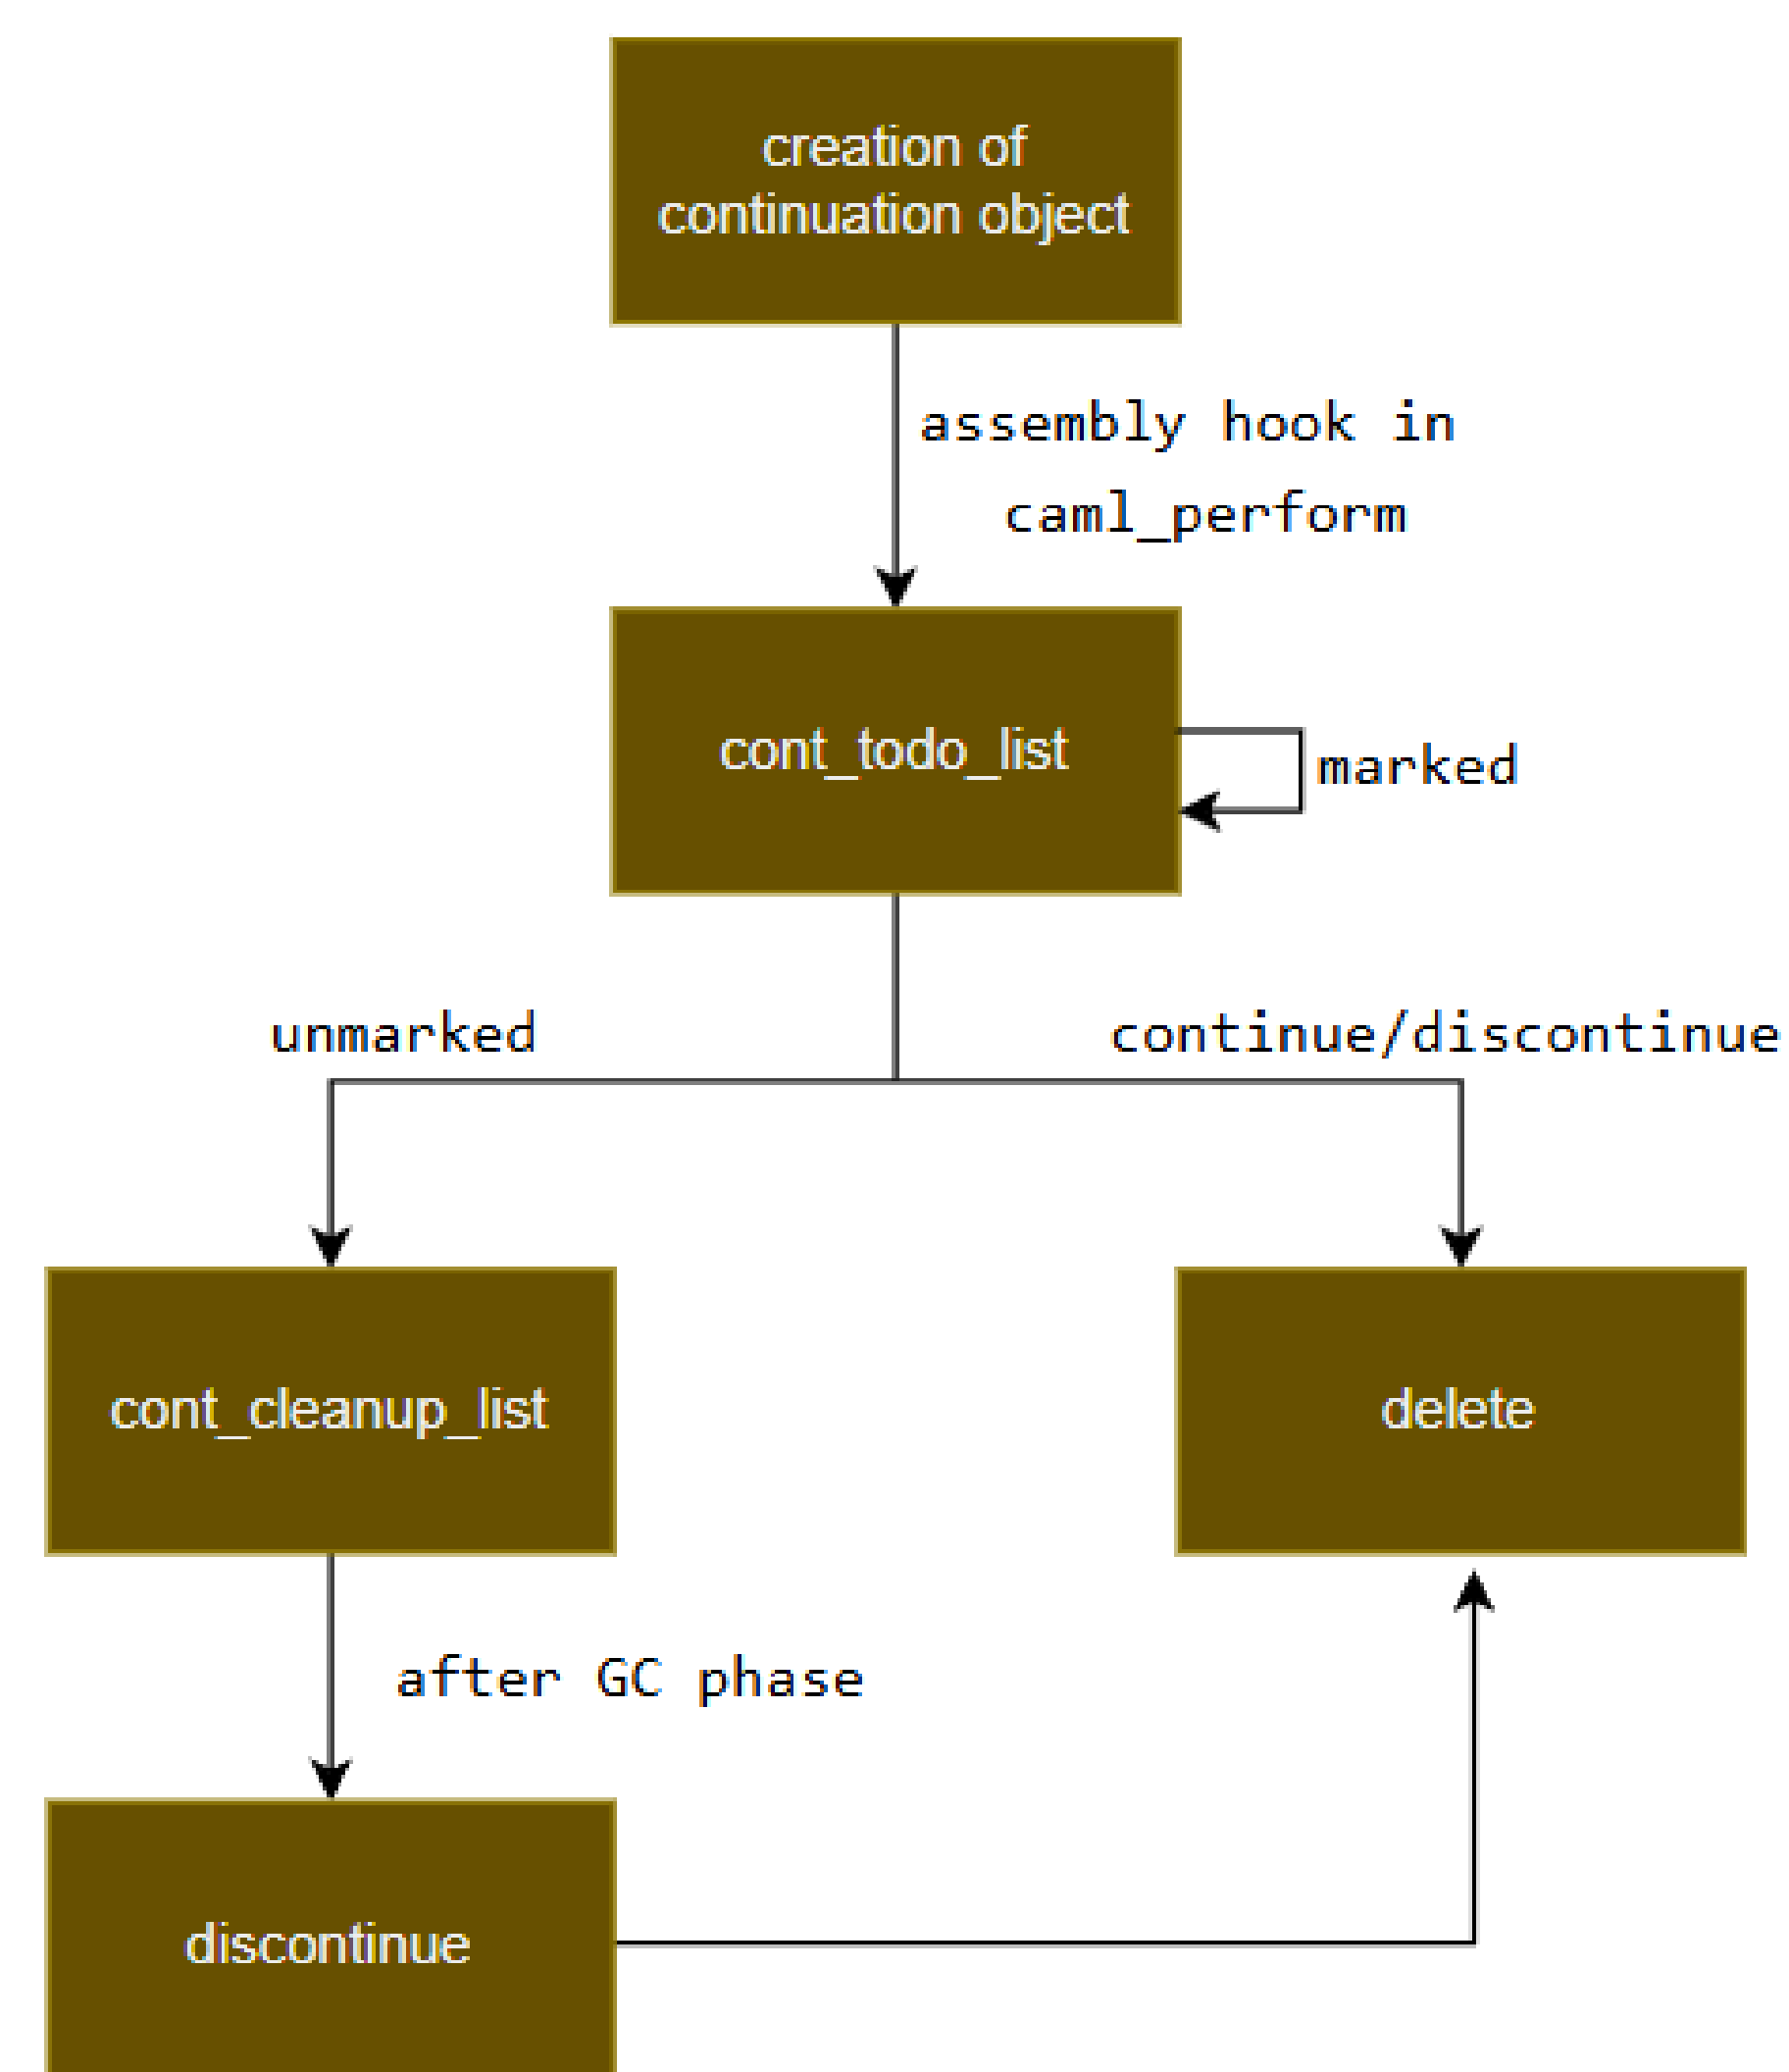 creation of
continuation object
assembly hook in
caml_perform
cont_todo_list
marked
unmarked
continue/discontinue
cont_cleanup_list
delete
after GC phase
discontinue